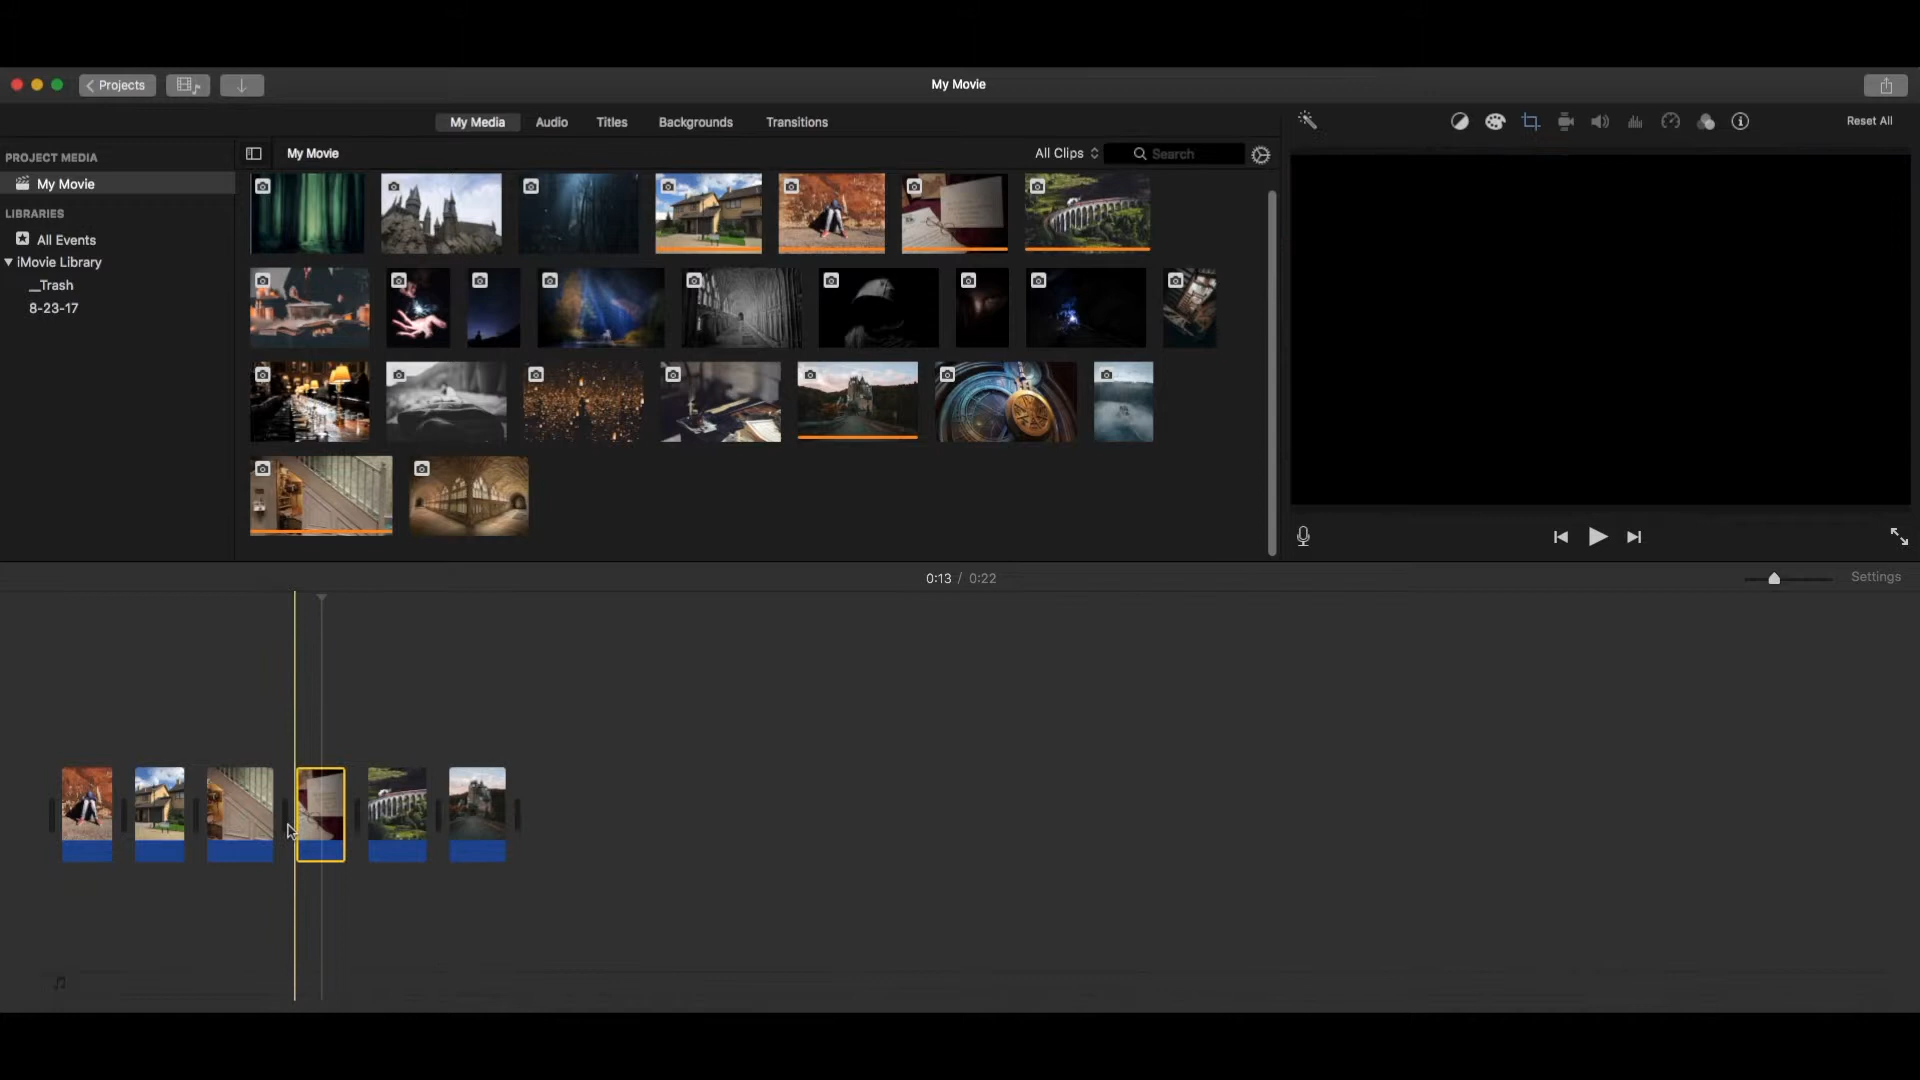 Projects
My Movie
My Media
Audio
Titles
Backgrounds
Transitions
Reset All
PROJECT MEDIA
My Movie
LIBRARIES
All Events
iMovie Library
__Trash
8-23-17
My Movie
All Clips
Search
0:13 / 0:22
Settings